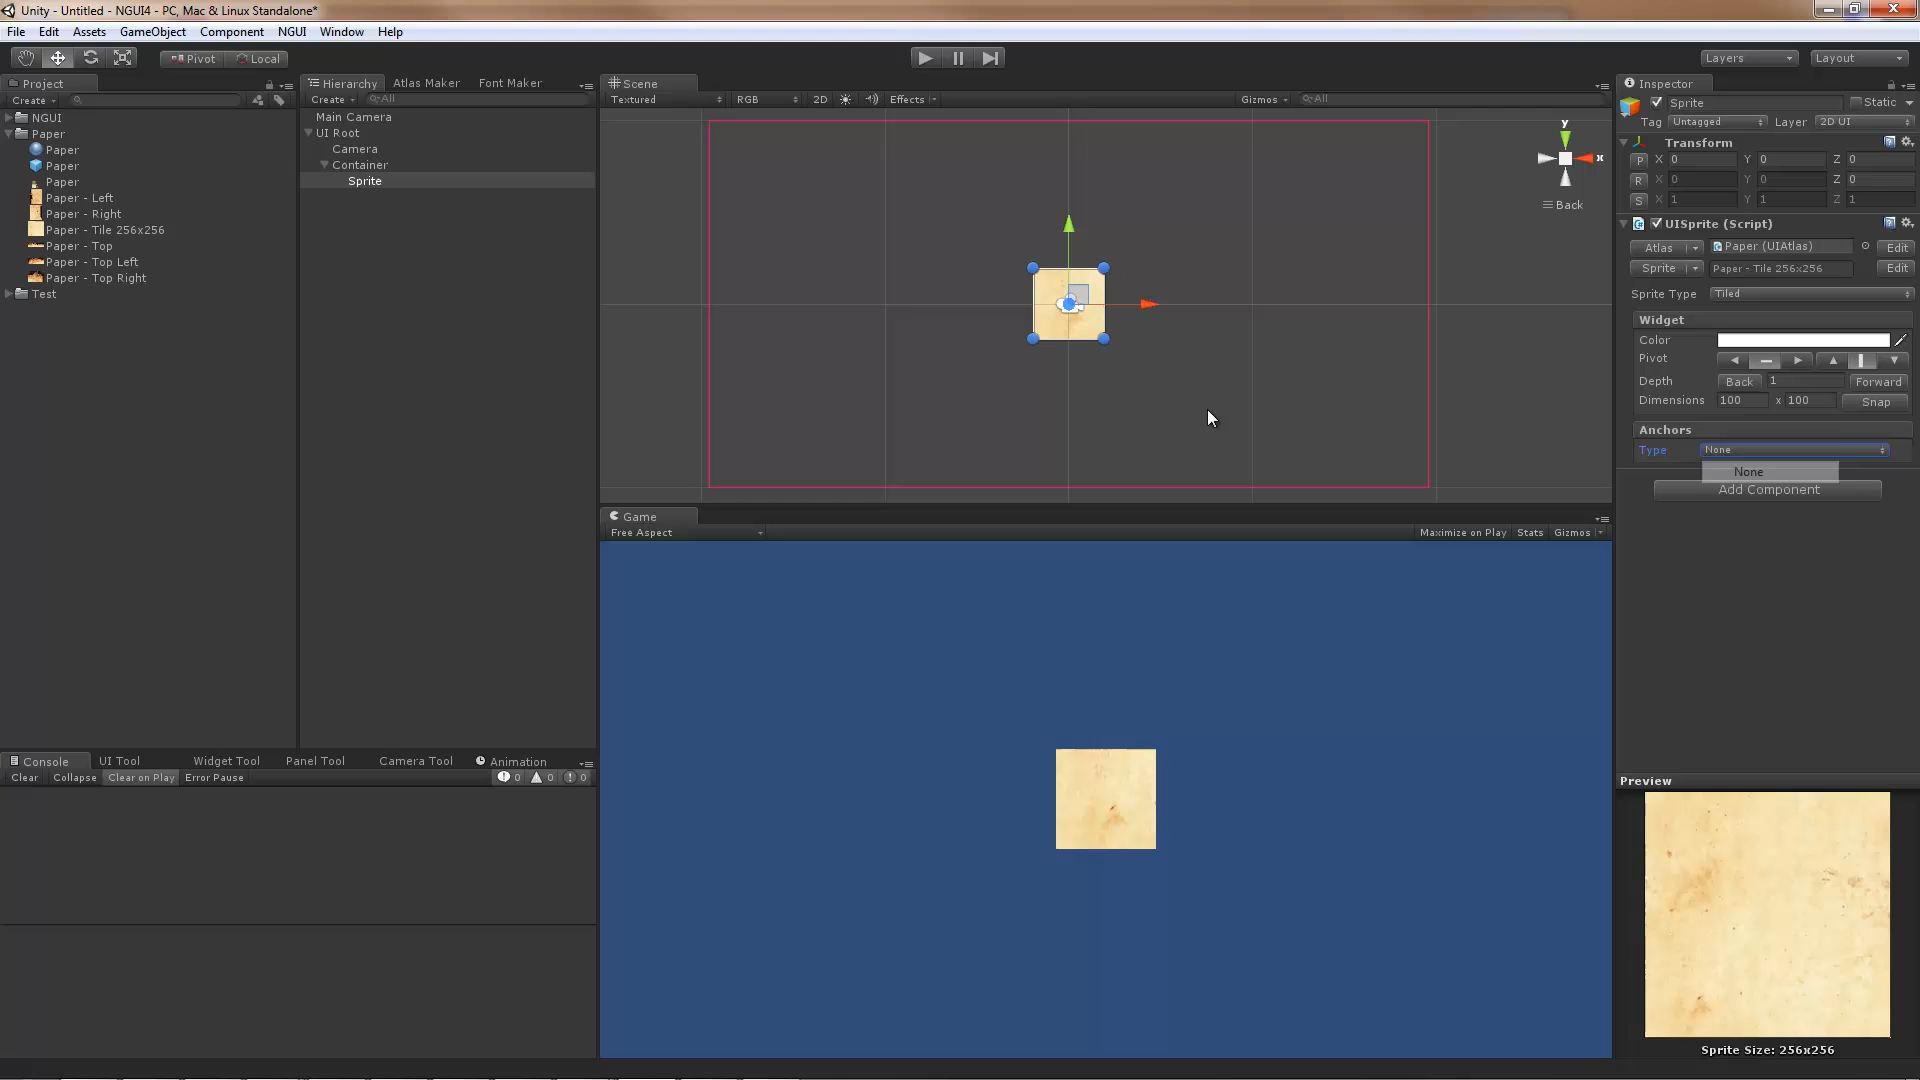 Unity - Untitled - NGUI4 - PC, Mac & Linux Standalone*
File Edit Assets GameObject Component NGUI Window Help
Pivot Local Layers Layout
Project
Create
NGUI
Paper
Paper
Paper
Paper
Paper - Left
Paper - Right
Paper - Tile 256x256
Paper - Top
Paper - Top Left
Paper - Top Right
Test
Hierarchy Atlas Maker Font Maker
Create All
Main Camera
UI Root
Camera
Container
Sprite
Scene
Textured RGB 2D Effects Gizmos All
y
x
Back
Game
Free Aspect Maximize on Play Stats Gizmos
Console UI Tool Widget Tool Panel Tool Camera Tool Animation
Clear Collapse Clear on Play Error Pause 0 0 0
Inspector
Sprite Static
Tag Untagged Layer 2D UI
Transform
P X 0 Y 0 Z 0
R X 0 Y 0 Z 0
S X 1 Y 1 Z 1
UISprite (Script)
Atlas Paper (UIAtlas) Edit
Sprite Paper - Tile 256x256 Edit
Sprite Type Tiled
Widget
Color
Pivot
Depth Back 1 Forward
Dimensions 100 x 100 Snap
Anchors
Type None
None
Add Component
Preview
Sprite Size: 256x256